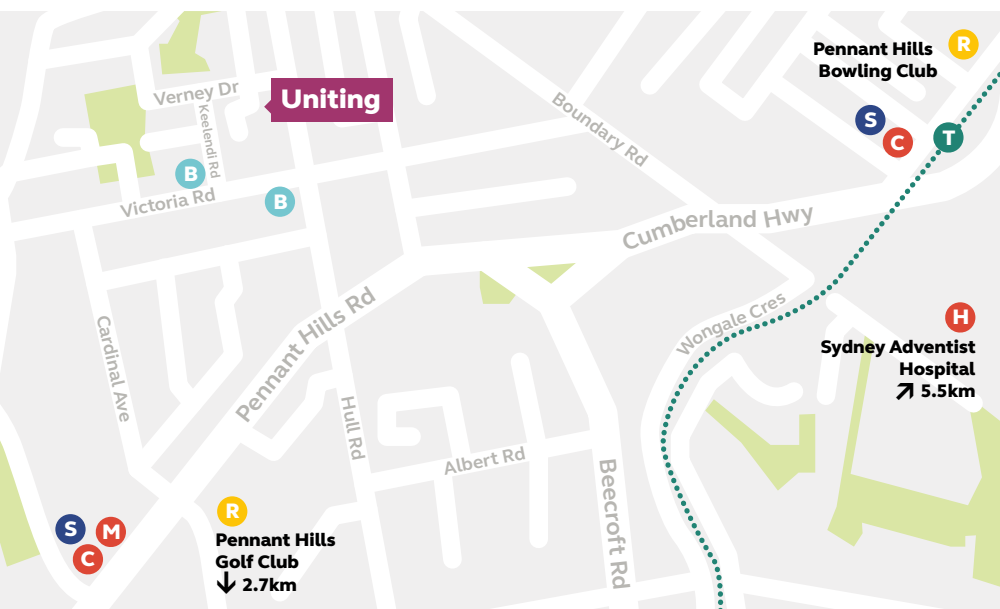 Pennant Hills
Bowling Club
R
S
C
T
Verney Dr
Uniting
Keelendi Rd
Boundary Rd
B
B
Victoria Rd
Cumberland Hwy
Wongale Cres
Pennant Hills Rd
Cardinal Ave
H
Sydney Adventist
Hospital
↗ 5.5km
Hull Rd
Albert Rd
Beecroft Rd
S
M
C
R
Pennant Hills
Golf Club
↓ 2.7km